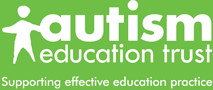 autism
education trust
Supporting effective education practice